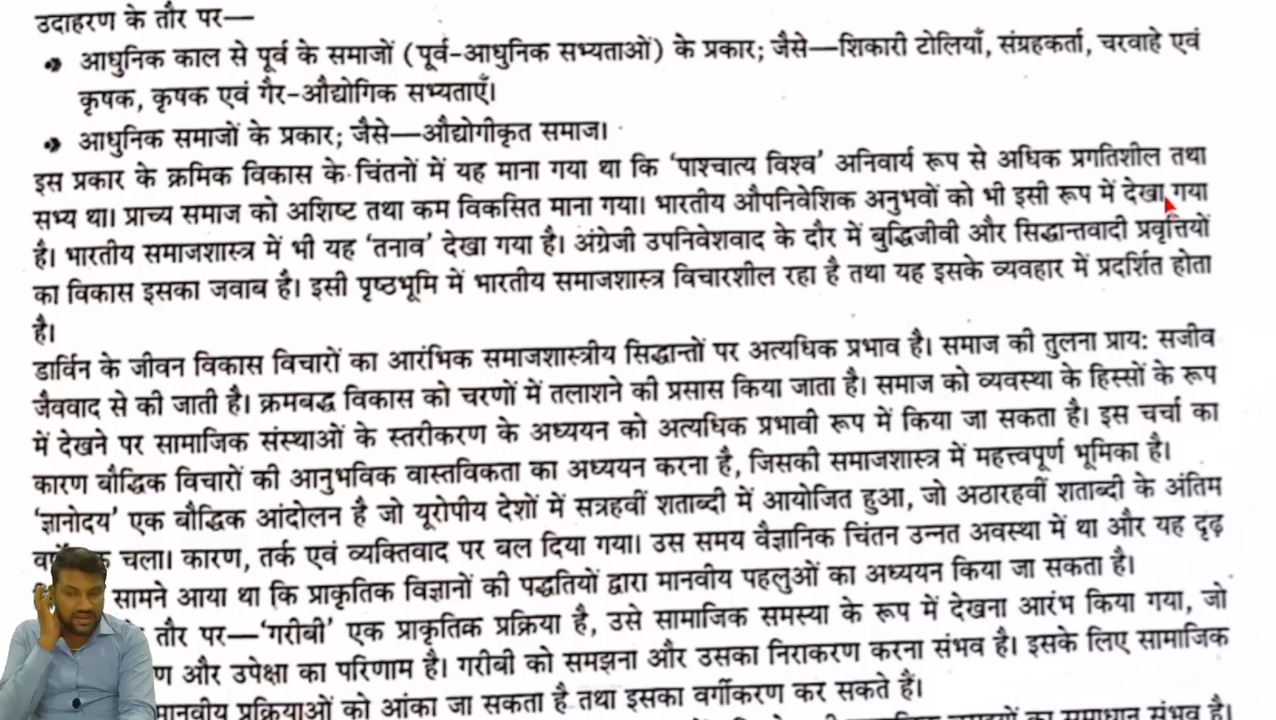 उदाहरण के तौर पर—
आधुनिक काल से पूर्व के समाजों (पूर्व-आधुनिक सभ्यताओं) के प्रकार; जैसे—शिकारी टोलियाँ, संग्रहकर्ता, चरवाहे एवं
कृषक, कृषक एवं गैर-औद्योगिक सभ्यताएँ।
आधुनिक समाजों के प्रकार; जैसे—औद्योगीकृत समाज।
इस प्रकार के क्रमिक विकास के चिंतनों में यह माना गया था कि ‘पाश्चात्य विश्व’ अनिवार्य रूप से अधिक प्रगतिशील तथा
सभ्य था। प्राच्य समाज को अशिष्ट तथा कम विकसित माना गया। भारतीय औपनिवेशिक अनुभवों को भी इसी रूप में देखा गया
है। भारतीय समाजशास्त्र में भी यह ‘तनाव’ देखा गया है। अंग्रेजी उपनिवेशवाद के दौर में बुद्धिजीवी और सिद्धान्तवादी प्रवृत्तियों
का विकास इसका जवाब है। इसी पृष्ठभूमि में भारतीय समाजशास्त्र विचारशील रहा है तथा यह इसके व्यवहार में प्रदर्शित होता
है।
डार्विन के जीवन विकास विचारों का आरंभिक समाजशास्त्रीय सिद्धान्तों पर अत्यधिक प्रभाव है। समाज की तुलना प्राय: सजीव
जैववाद से की जाती है। क्रमबद्ध विकास को चरणों में तलाशने की प्रसास किया जाता है। समाज को व्यवस्था के हिस्सों के रूप
में देखने पर सामाजिक संस्थाओं के स्तरीकरण के अध्ययन को अत्यधिक प्रभावी रूप में किया जा सकता है। इस चर्चा का
कारण बौद्धिक विचारों की आनुभविक वास्तविकता का अध्ययन करना है, जिसकी समाजशास्त्र में महत्त्वपूर्ण भूमिका है।
‘ज्ञानोदय’ एक बौद्धिक आंदोलन है जो यूरोपीय देशों में सत्रहवीं शताब्दी में आयोजित हुआ, जो अठारहवीं शताब्दी के अंतिम
चला। कारण, तर्क एवं व्यक्तिवाद पर बल दिया गया। उस समय वैज्ञानिक चिंतन उन्नत अवस्था में था और यह दृढ़
सामने आया था कि प्राकृतिक विज्ञानों की पद्धतियों द्वारा मानवीय पहलुओं का अध्ययन किया जा सकता है।
तौर पर—‘गरीबी’ एक प्राकृतिक प्रक्रिया है, उसे सामाजिक समस्या के रूप में देखना आरंभ किया गया, जो
और उपेक्षा का परिणाम है। गरीबी को समझना और उसका निराकरण करना संभव है। इसके लिए सामाजिक
मानवीय प्रक्रियाओं को आंका जा सकता है तथा इसका वर्गीकरण कर सकते हैं।
का समाधान संभव है।